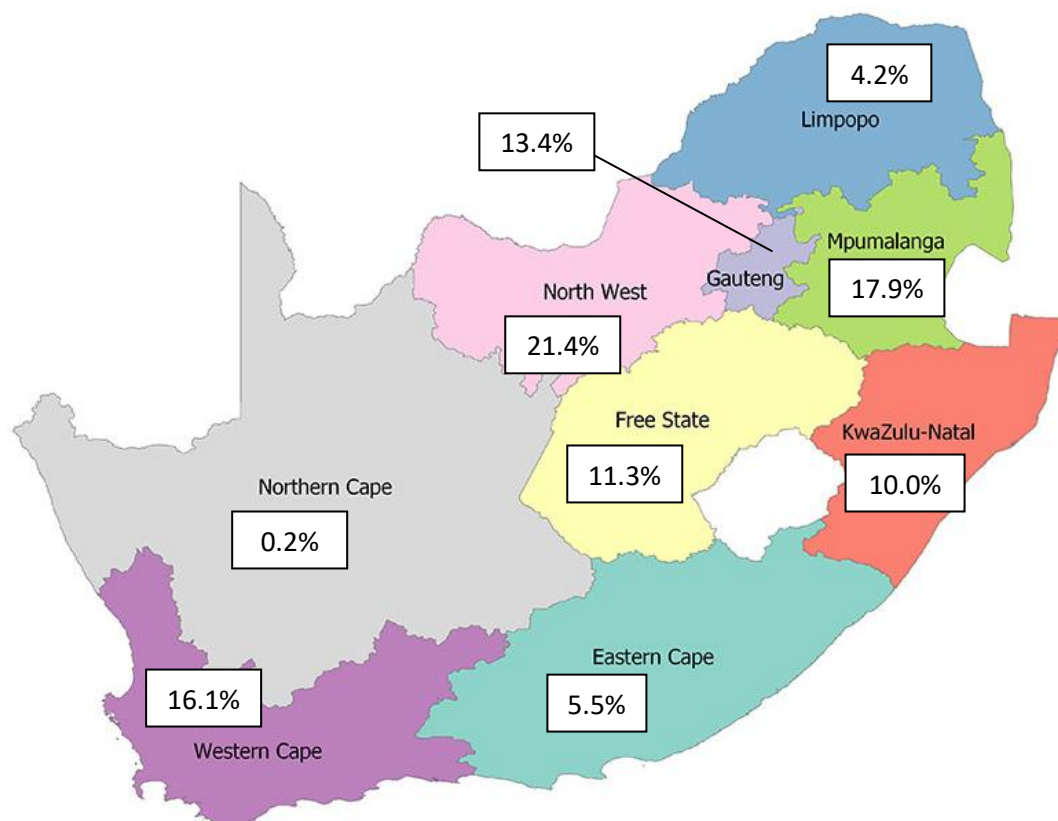 4.2%
Limpopo
13.4%
Mpumalanga
Gauteng
17.9%
North West
21.4%
Free State
KwaZulu-Natal
11.3%
10.0%
Northern Cape
0.2%
Eastern Cape
16.1%
5.5%
Western Cape